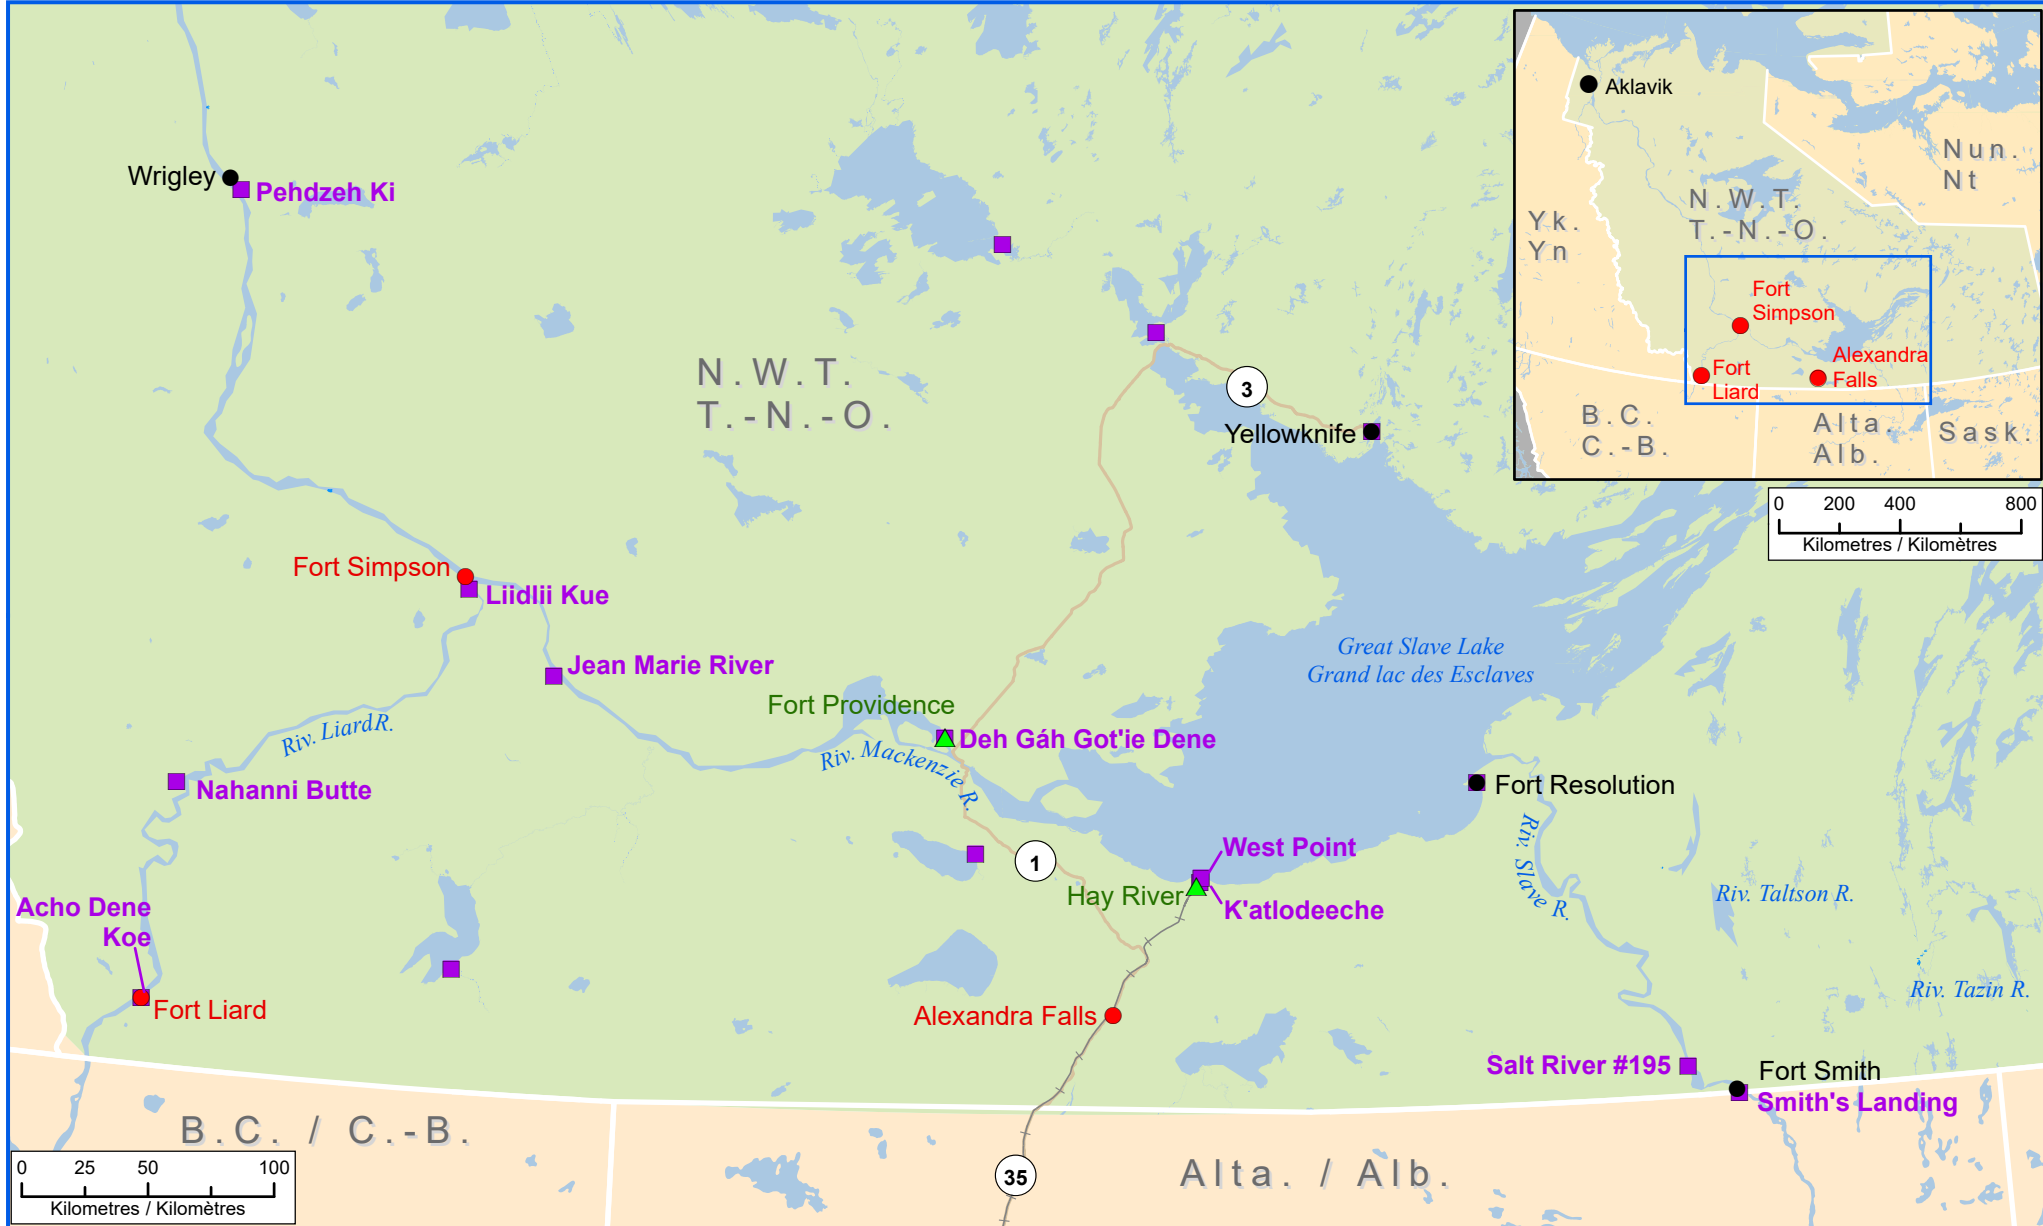 Wrigley
Pehdzeh Ki
N.W.T.
T.-N.-O.
3
Yellowknife
Fort Simpson
Liidlii Kue
Jean Marie River
Great Slave Lake
Grand lac des Esclaves
Fort Providence
Deh Gáh Got'ie Dene
Riv. Liard R.
Riv. Mackenzie R.
Nahanni Butte
Fort Resolution
Riv. Slave R.
1
West Point
Hay River
K'atlodeeche
Riv. Taltson R.
Acho Dene
Koe
Fort Liard
Riv. Tazin R.
Alexandra Falls
Salt River #195
Fort Smith
Smith's Landing
B.C. / C.-B.
Alta. / Alb.
35
0 25 50 100
Kilometres / Kilomètres
Aklavik
Nun.
Nt
N.W.T.
T.-N.-O.
Yk.
Yn
Fort
Simpson
Alexandra
Falls
Fort
Liard
B.C.
C.-B.
Alta.
Alb.
Sask.
0 200 400 800
Kilometres / Kilomètres